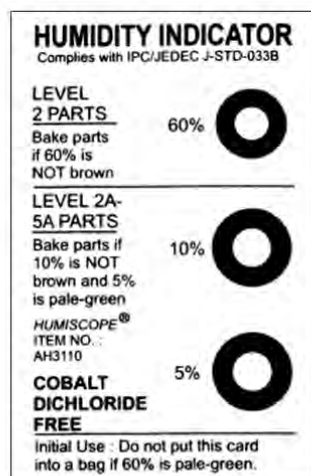 HUMIDITY INDICATOR
Complies with IPC/JEDEC J-STD-033B
LEVEL
2 PARTS
Bake parts
if 60% is
NOT brown
60%
LEVEL 2A-
5A PARTS
Bake parts if
10% is NOT
brown and 5%
is pale-green
10%
HUMISCOPE®
ITEM NO. :
AH3110
5%
COBALT
DICHLORIDE
FREE
Initial Use : Do not put this card
into a bag if 60% is pale-green.